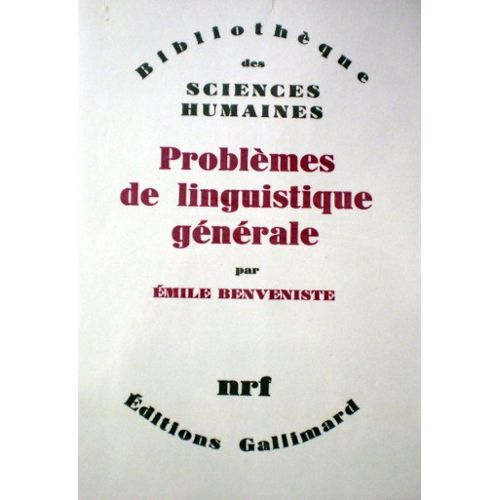 Bibliothèque
des
SCIENCES
HUMAINES
Problèmes
de linguistique
générale
par
ÉMILE BENVENISTE
nrf
Éditions Gallimard